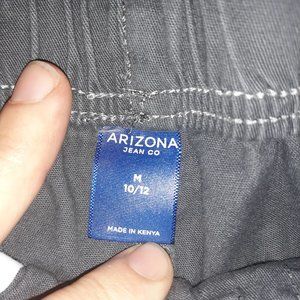 ARIZONA
JEAN CO
M
10/12
MADE IN KENYA